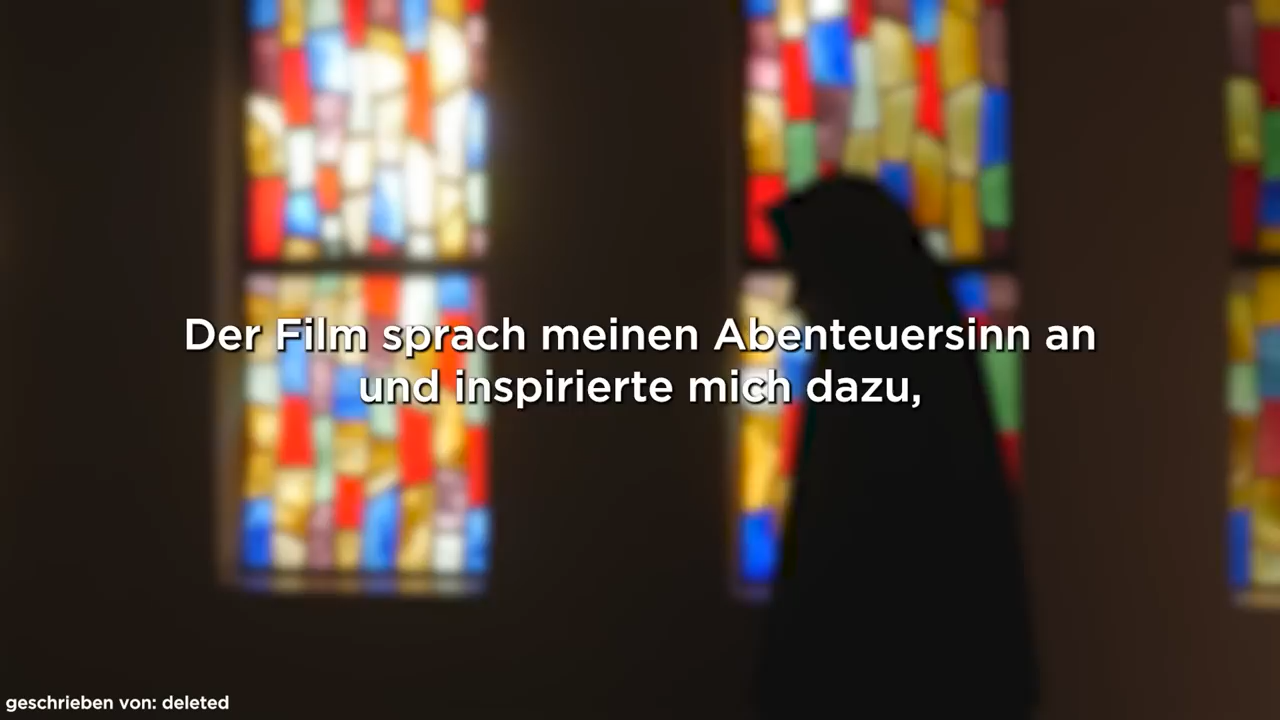 Der Film sprach meinen Abenteuersinn an
und inspirierte mich dazu,
geschrieben von: deleted